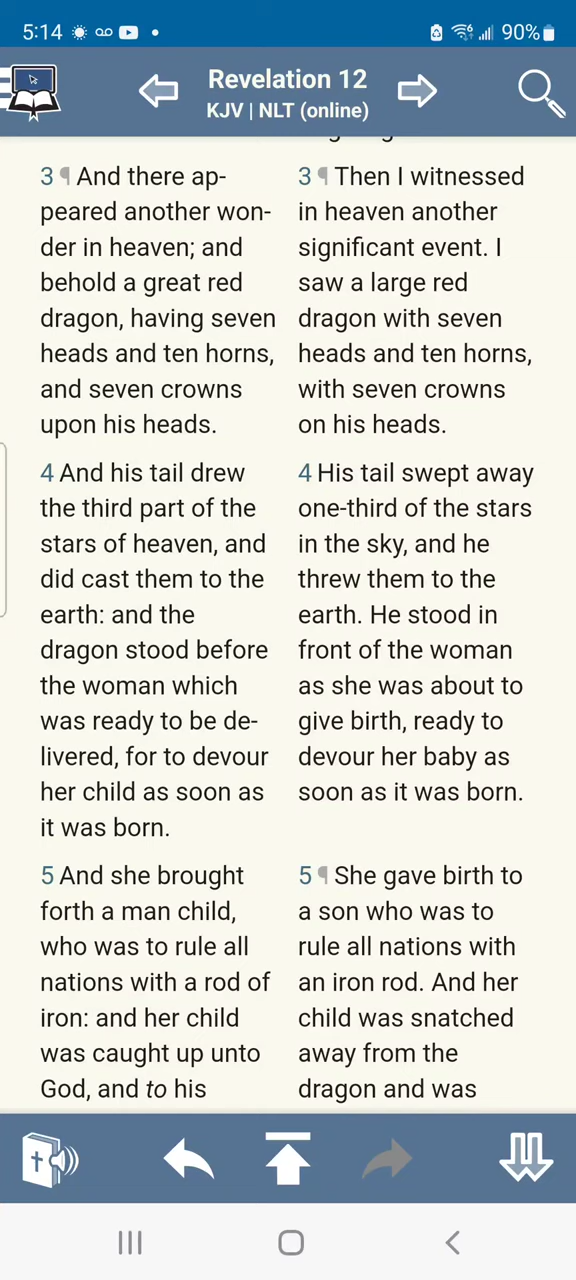 5:14
90%
Revelation 12
KJV | NLT (online)
3 ¶ And there ap-
peared another won-
der in heaven; and
behold a great red
dragon, having seven
heads and ten horns,
and seven crowns
upon his heads.
4 And his tail drew
the third part of the
stars of heaven, and
did cast them to the
earth: and the
dragon stood before
the woman which
was ready to be de-
livered, for to devour
her child as soon as
it was born.
5 And she brought
forth a man child,
who was to rule all
nations with a rod of
iron: and her child
was caught up unto
God, and to his
3 ¶ Then I witnessed
in heaven another
significant event. I
saw a large red
dragon with seven
heads and ten horns,
with seven crowns
on his heads.
4 His tail swept away
one-third of the stars
in the sky, and he
threw them to the
earth. He stood in
front of the woman
as she was about to
give birth, ready to
devour her baby as
soon as it was born.
5 ¶ She gave birth to
a son who was to
rule all nations with
an iron rod. And her
child was snatched
away from the
dragon and was